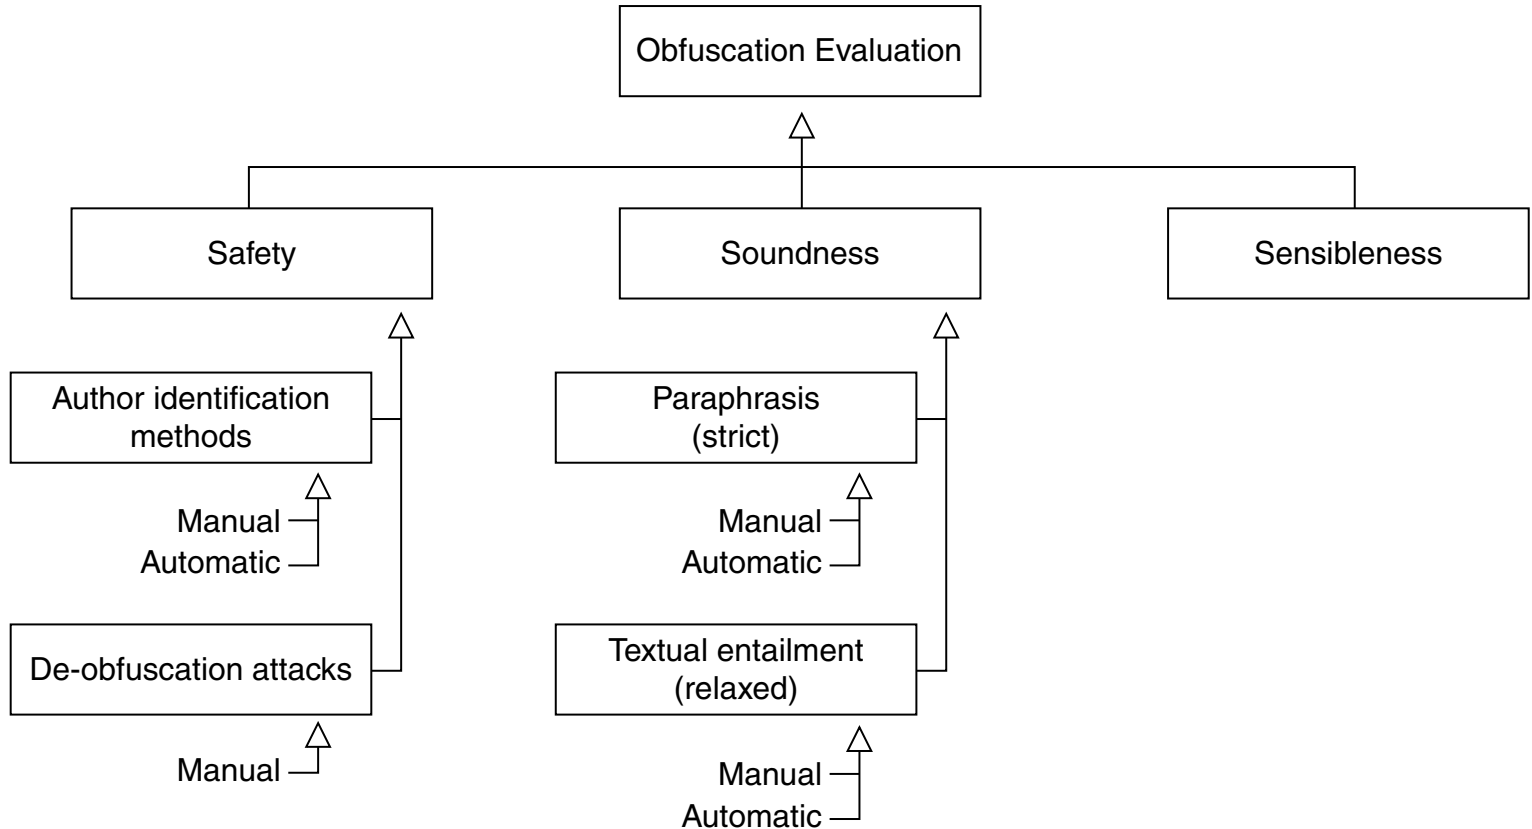 Obfuscation Evaluation
Safety
Soundness
Sensibleness
Author identification
methods
Manual
Automatic
De-obfuscation attacks
Manual
Paraphrasis
(strict)
Manual
Automatic
Textual entailment
(relaxed)
Manual
Automatic